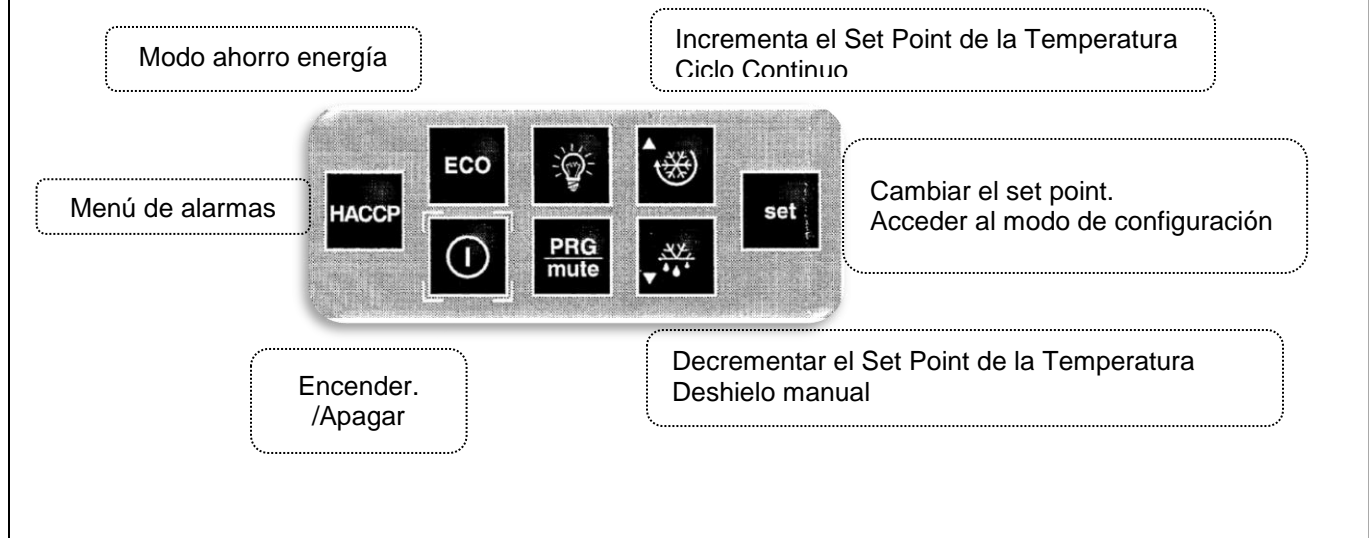 Modo ahorro energía
Incrementa el Set Point de la Temperatura
Ciclo Continuo
ECO
HACCP
set
PRG
mute
Menú de alarmas
Cambiar el set point.
Acceder al modo de configuración
Encender.
/Apagar
Decrementar el Set Point de la Temperatura
Deshielo manual